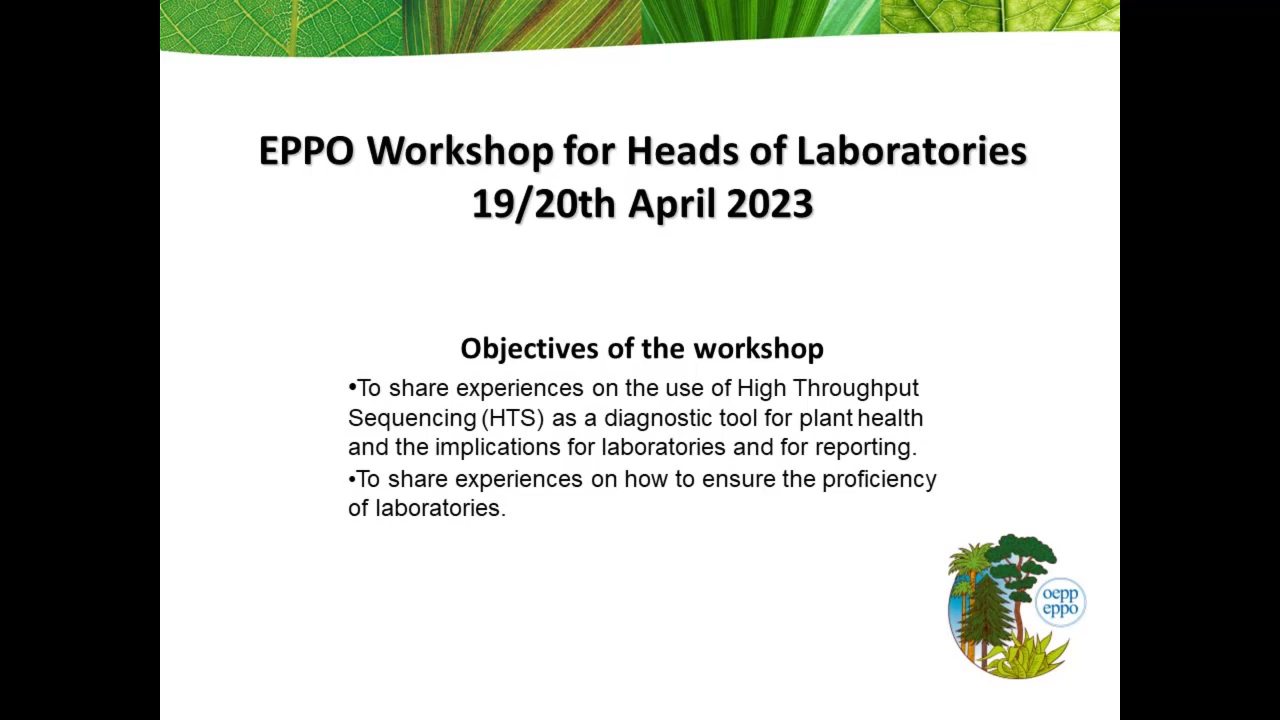 EPPO Workshop for Heads of Laboratories
19/20th April 2023
Objectives of the workshop
•To share experiences on the use of High Throughput
Sequencing (HTS) as a diagnostic tool for plant health
and the implications for laboratories and for reporting.
•To share experiences on how to ensure the proficiency
of laboratories.
oepp
eppo